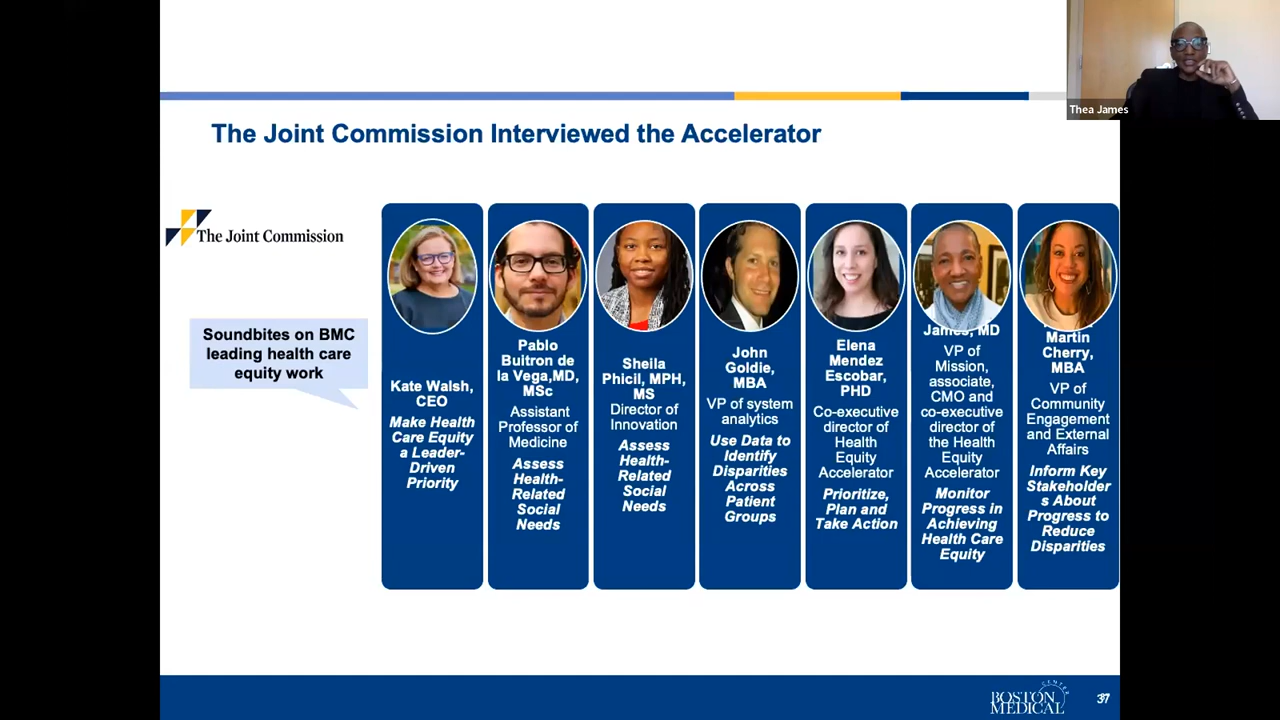 Thea James
The Joint Commission Interviewed the Accelerator
The Joint Commission
Soundbites on BMC
leading health care
equity work
Kate Walsh,
CEO
Make Health
Care Equity
a Leader-
Driven
Priority
Pablo
Buitron de
la Vega,MD,
MSc
Assistant
Professor of
Medicine
Assess
Health-
Related
Social
Needs
Sheila
Phicil, MPH,
MS
Director of
Innovation
Assess
Health-
Related
Social
Needs
John
Goldie,
MBA
VP of system
analytics
Use Data to
Identify
Disparities
Across
Patient
Groups
Elena
Mendez
Escobar,
PHD
Co-executive
director of
Health
Equity
Accelerator
Prioritize,
Plan and
Take Action
James, MD
VP of
Mission,
associate,
CMO and
co-executive
director of
the Health
Equity
Accelerator
Monitor
Progress in
Achieving
Health Care
Equity
Martin
Cherry,
MBA
VP of
Community
Engagement
and External
Affairs
Inform Key
Stakeholder
s About
Progress to
Reduce
Disparities
BOSTON
MEDICAL
CENTER
37